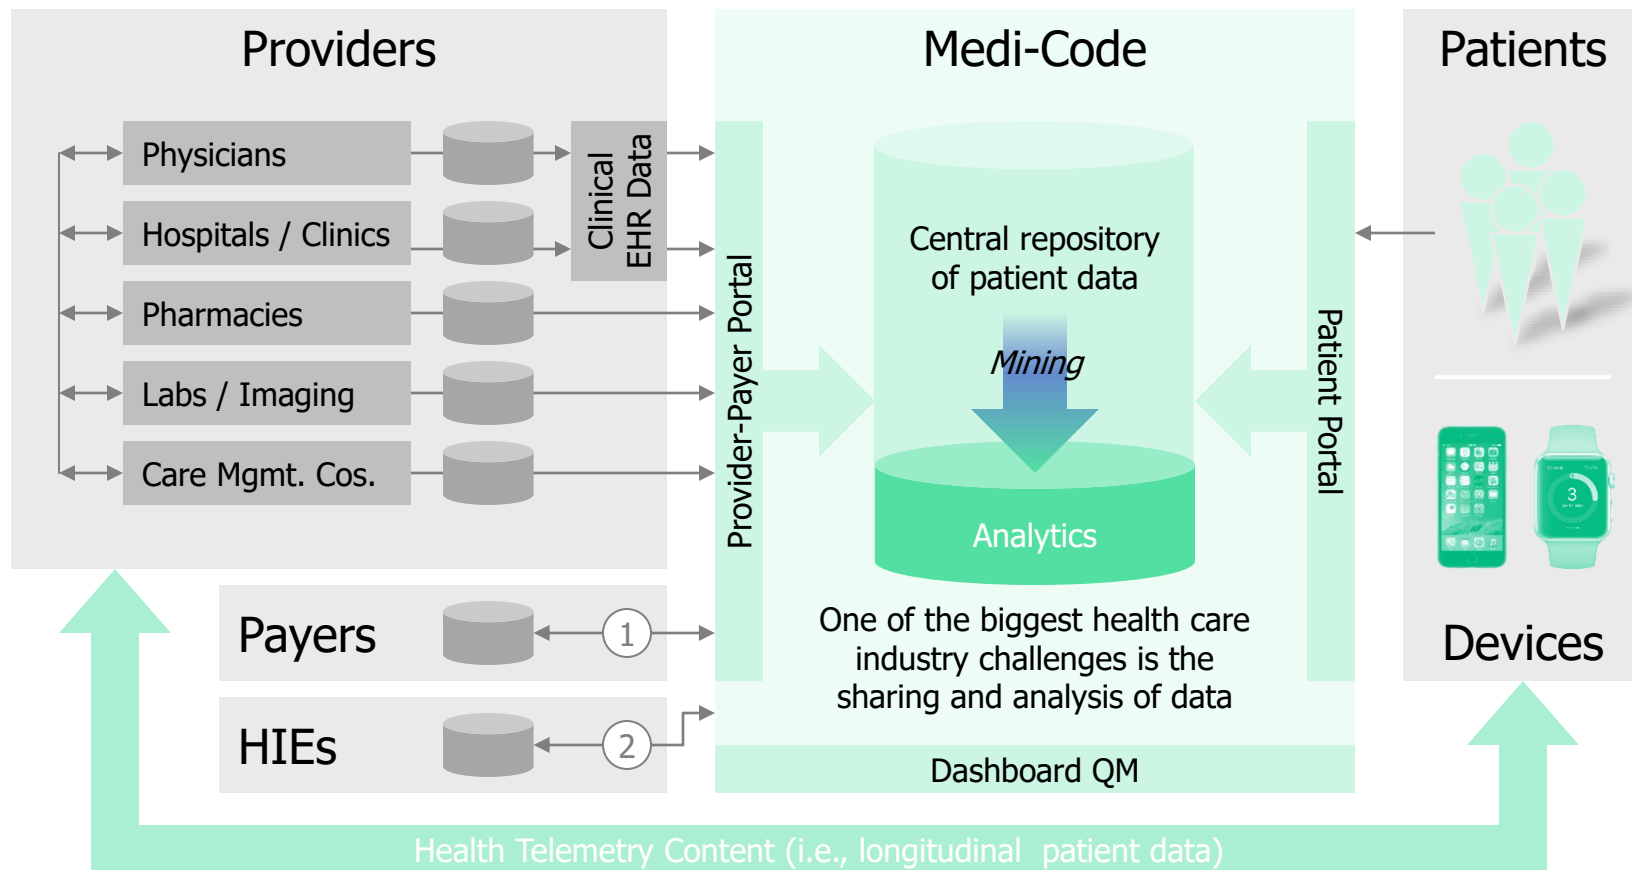 Providers
Physicians
Hospitals / Clinics
Pharmacies
Labs / Imaging
Care Mgmt. Cos.
Clinical
EHR Data
Payers
1
HIEs
2
Medi-Code
Provider-Payer Portal
Central repository
of patient data
Mining
Analytics
One of the biggest health care
industry challenges is the
sharing and analysis of data
Dashboard QM
Patient Portal
Patients
3
Devices
Health Telemetry Content (i.e., longitudinal  patient data)